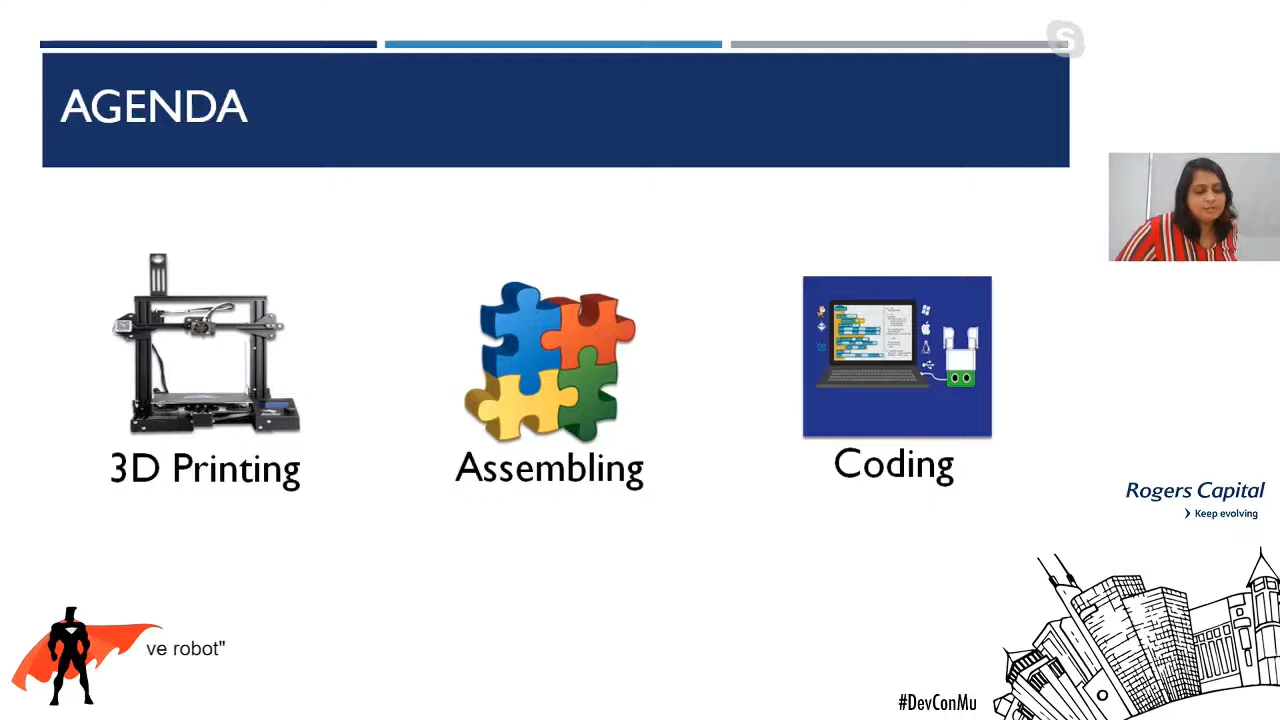 S
AGENDA
3D Printing
Assembling
Coding
Rogers Capital
Keep evolving
ve robot"
#DevConMu